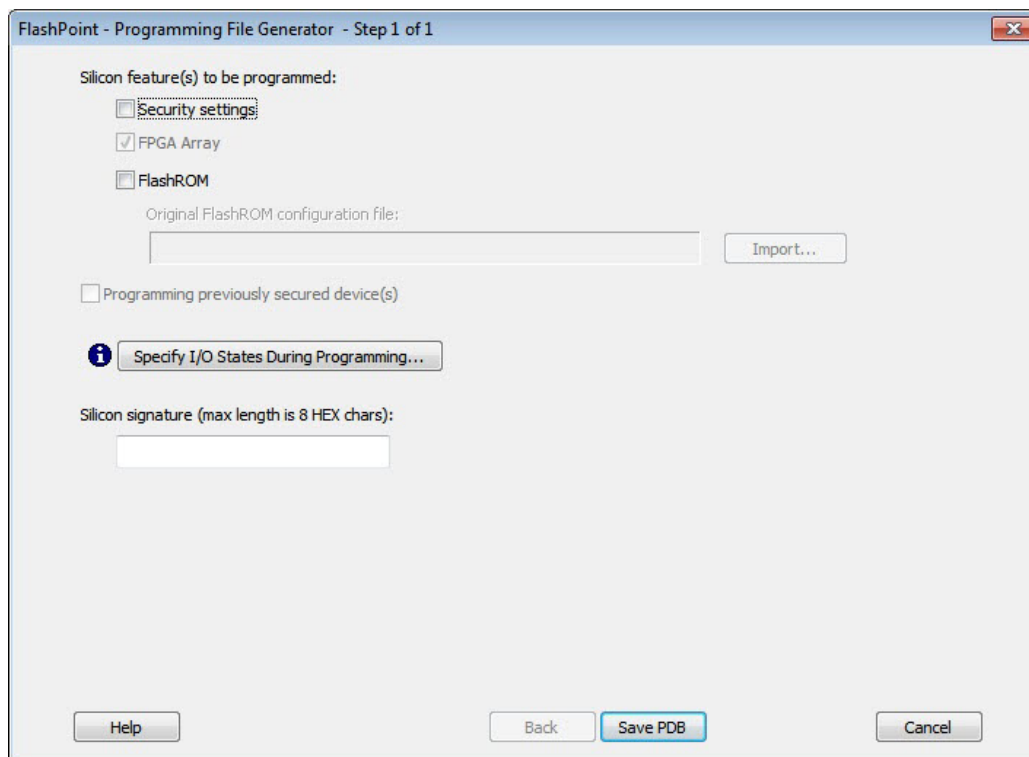 FlashPoint - Programming File Generator - Step 1 of 1
Silicon feature(s) to be programmed:
Security settings
FPGA Array
FlashROM
Original FlashROM configuration file:
Import...
Programming previously secured device(s)
Specify I/O States During Programming...
Silicon signature (max length is 8 HEX chars):
Help Back Save PDB Cancel